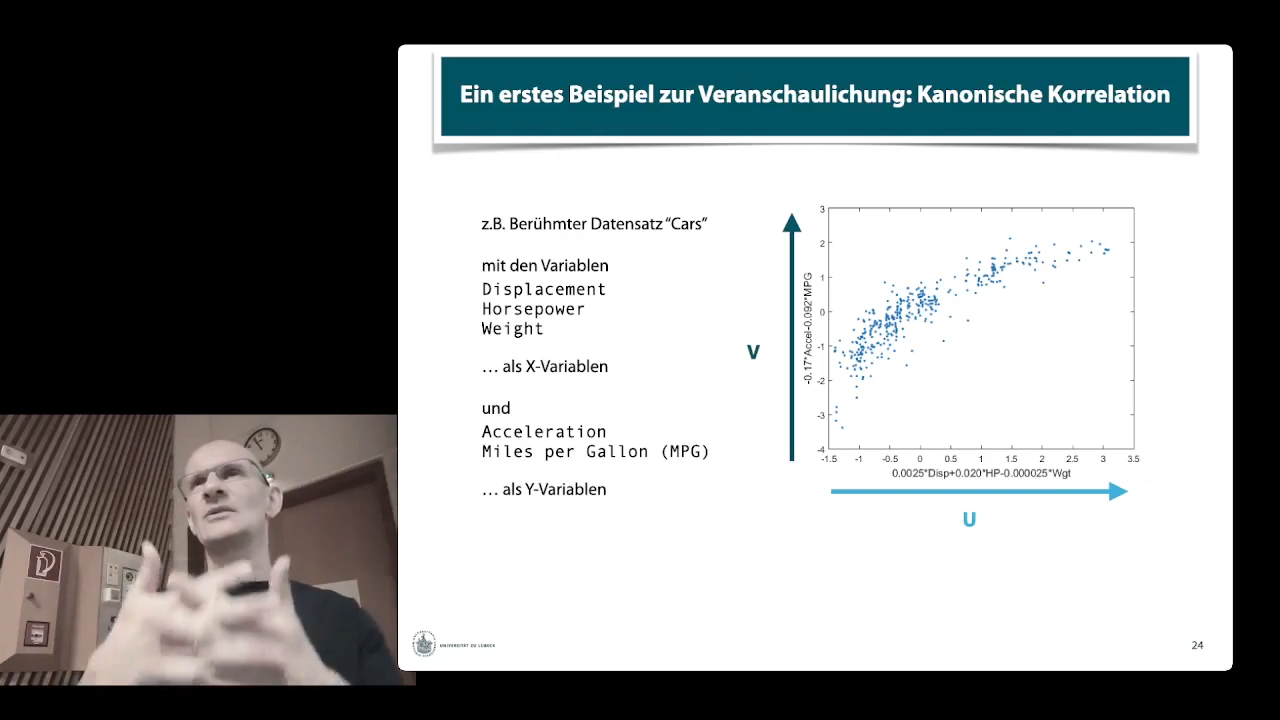 Ein erstes Beispiel zur Veranschaulichung: Kanonische Korrelation
z.B. Berühmter Datensatz “Cars”
mit den Variablen
Displacement
Horsepower
Weight
… als X-Variablen
und
Acceleration
Miles per Gallon (MPG)
… als Y-Variablen
V
-0.17*Accel-0.092*MPG
3
2
1
0
-1
-2
-3
-4
-1.5 -1 -0.5 0 0.5 1 1.5 2 2.5 3 3.5
0.0025*Disp+0.020*HP-0.000025*Wgt
U
UNIVERSITÄT ZU LÜBECK
24